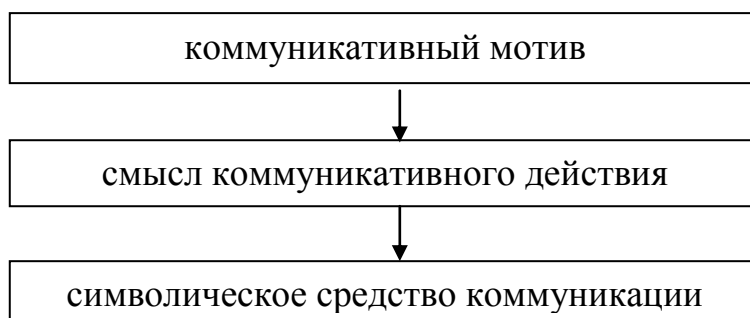 коммуникативный мотив
смысл коммуникативного действия
символическое средство коммуникации